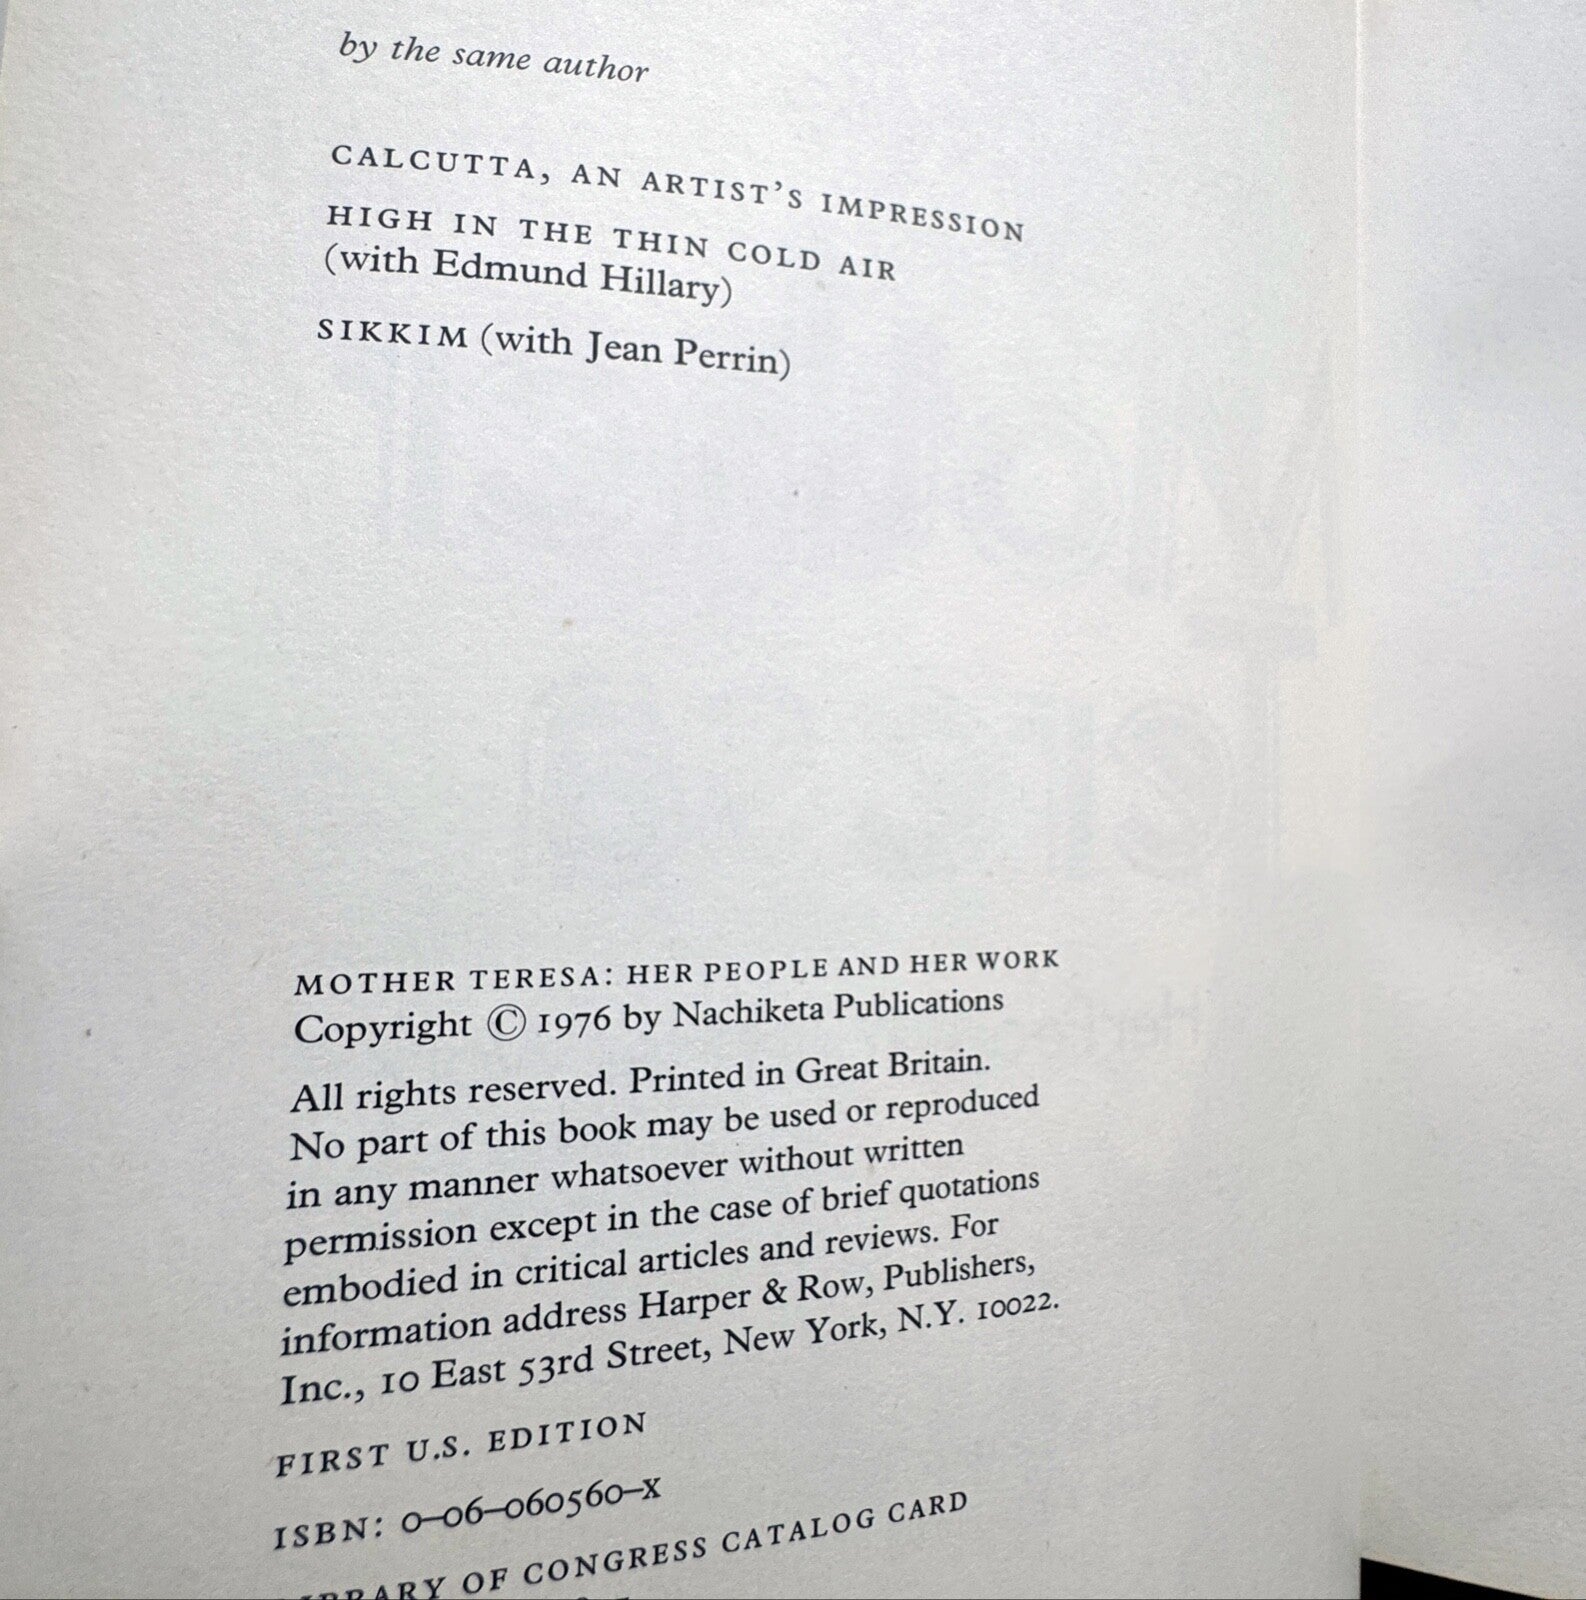 by the same author
CALCUTTA, AN ARTIST'S IMPRESSION
HIGH IN THE THIN COLD AIR
(with Edmund Hillary)
SIKKIM (with Jean Perrin)
MOTHER TERESA: HER PEOPLE AND HER WORK
Copyright © 1976 by Nachiketa Publications
All rights reserved. Printed in Great Britain.
No part of this book may be used or reproduced
in any manner whatsoever without written
permission except in the case of brief quotations
embodied in critical articles and reviews. For
information address Harper & Row, Publishers,
Inc., 10 East 53rd Street, New York, N.Y. 10022.
FIRST U.S. EDITION
ISBN: 0–06–060560–X
LIBRARY OF CONGRESS CATALOG CARD